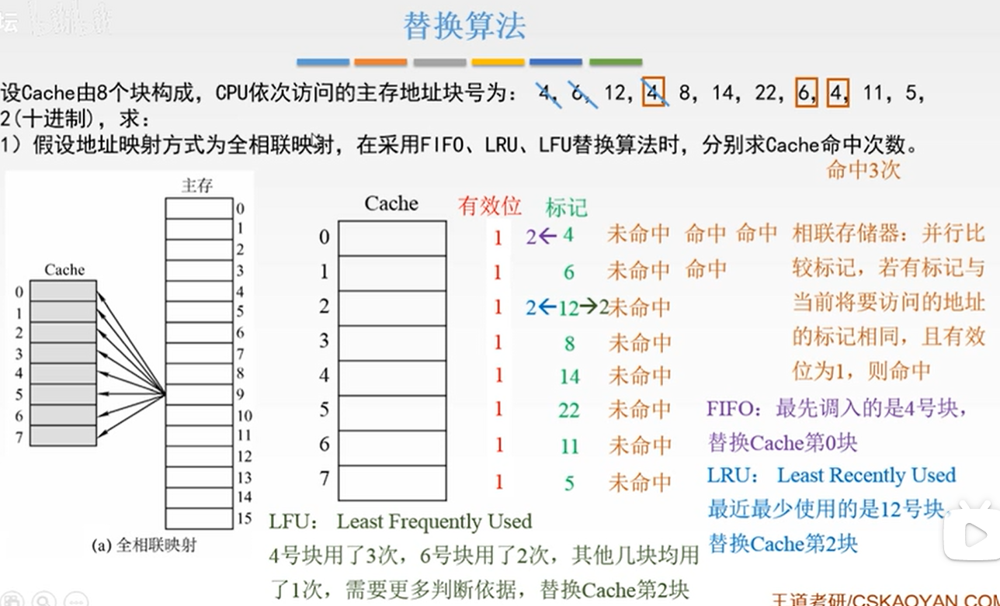 坛
替换算法
设Cache由8个块构成，CPU依次访问的主存地址块号为： 4，6，12，4，8，14，22，6，4，11，5，
2(十进制)，求：
1）假设地址映射方式为全相联映射，在采用FIFO、LRU、LFU替换算法时，分别求Cache命中次数。
命中3次
主存
0
1
2
3
4
5
6
7
8
9
10
11
12
13
14
15
Cache
0
1
2
3
4
5
6
7
(a) 全相联映射
Cache 有效位 标记
0 1 2←4 未命中 命中 命中
1 1 6 未命中 命中
2 1 2←12→2 未命中
3 1 8 未命中
4 1 14 未命中
5 1 22 未命中
6 1 11 未命中
7 1 5 未命中
相联存储器：并行比
较标记，若有标记与
当前将要访问的地址
的标记相同，且有效
位为1，则命中
FIFO：最先调入的是4号块，
替换Cache第0块
LRU： Least Recently Used
最近最少使用的是12号块，
替换Cache第2块
LFU： Least Frequently Used
4号块用了3次，6号块用了2次，其他几块均用
了1次，需要更多判断依据，替换Cache第2块
王道考研/CSKAOYAN.COM